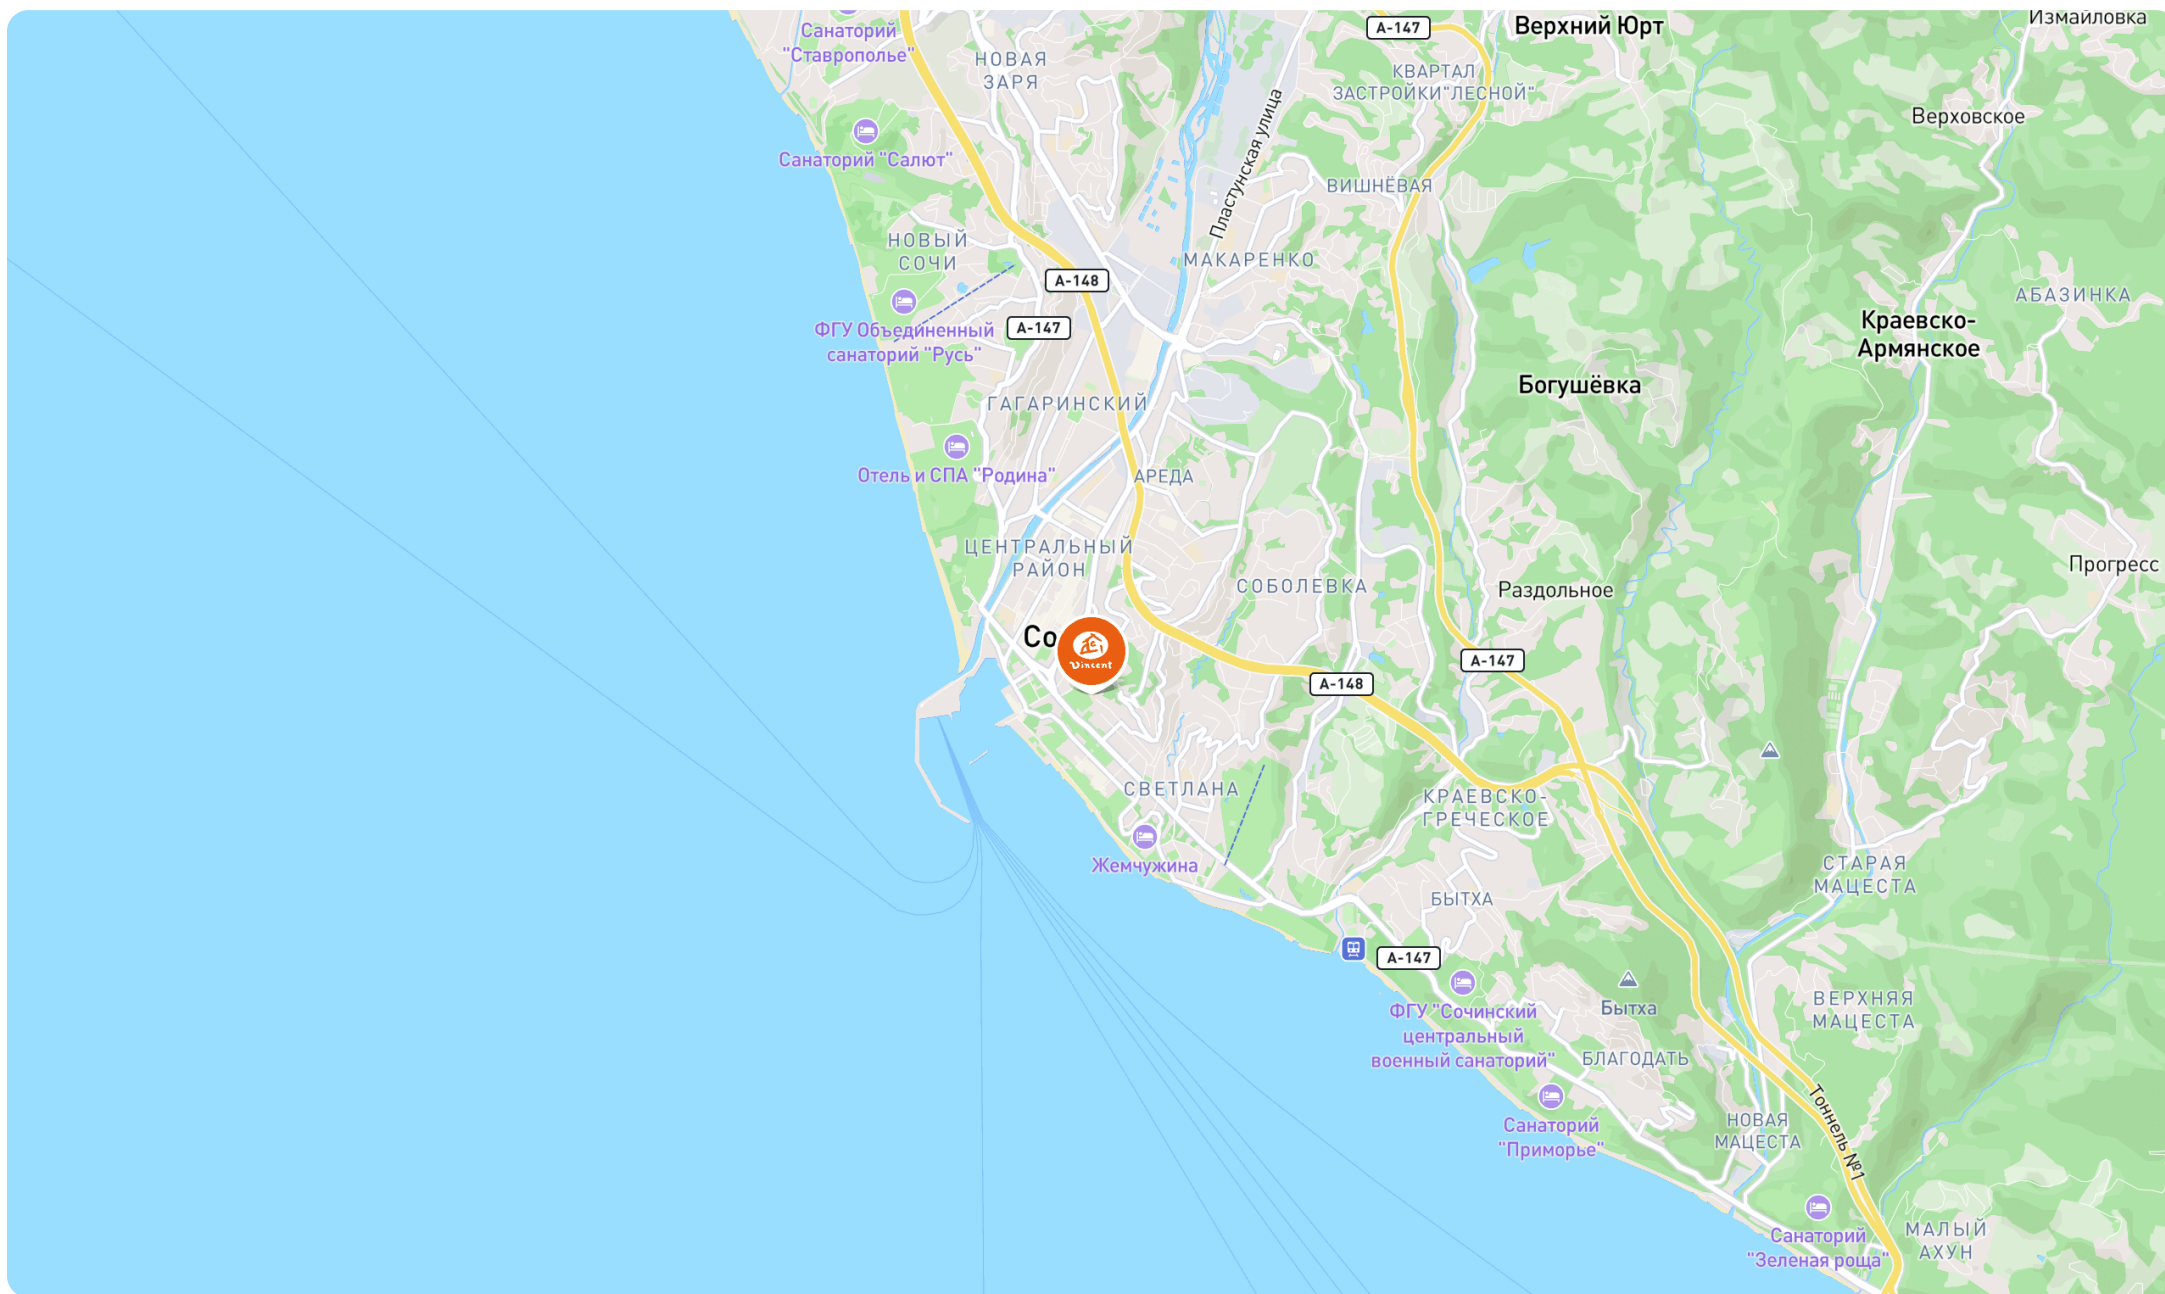 Санаторий
"Ставрополье"
НОВАЯ
ЗАРЯ
А-147
Верхний Юрт
Измайловка
КВАРТАЛ
ЗАСТРОЙКИ"ЛЕСНОЙ"
Верховское
Санаторий "Салют"
Пластунская улица
ВИШНЁВАЯ
НОВЫЙ
СОЧИ
МАКАРЕНКО
А-148
АБАЗИНКА
ФГУ Объединенный
санаторий "Русь"
А-147
Краевско-
Армянское
Богушёвка
ГАГАРИНСКИЙ
Отель и СПА "Родина"
АРЕДА
ЦЕНТРАЛЬНЫЙ
РАЙОН
СОБОЛЕВКА
Раздольное
Прогресс
Со
Vincent
А-147
А-148
СВЕТЛАНА
КРАЕВСКО-
ГРЕЧЕСКОЕ
Жемчужина
СТАРАЯ
МАЦЕСТА
БЫТХА
А-147
ФГУ "Сочинский
центральный
военный санаторий"
Бытха
ВЕРХНЯЯ
МАЦЕСТА
БЛАГОДАТЬ
Санаторий
"Приморье"
НОВАЯ
МАЦЕСТА
Тоннель №1
Санаторий
"Зеленая роща"
МАЛЫЙ
АХУН